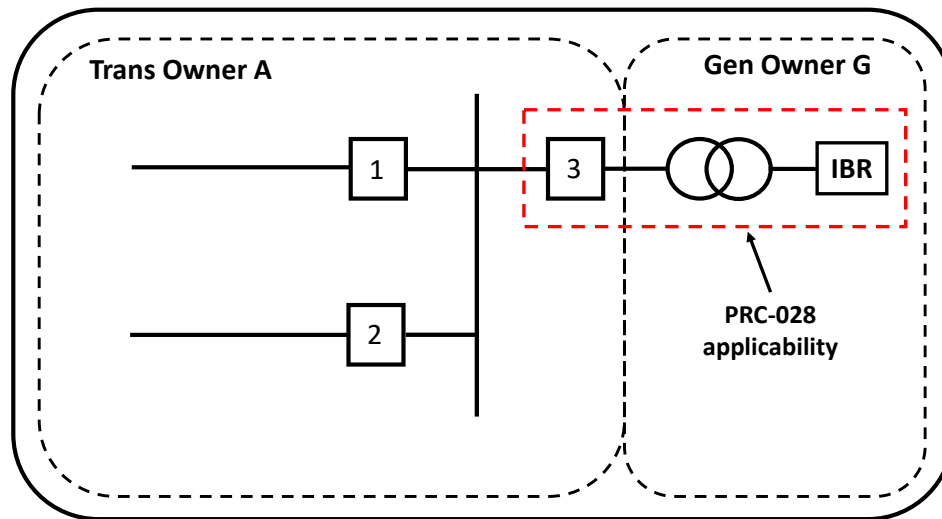 Trans Owner A
Gen Owner G
1
3
IBR
2
PRC-028
applicability